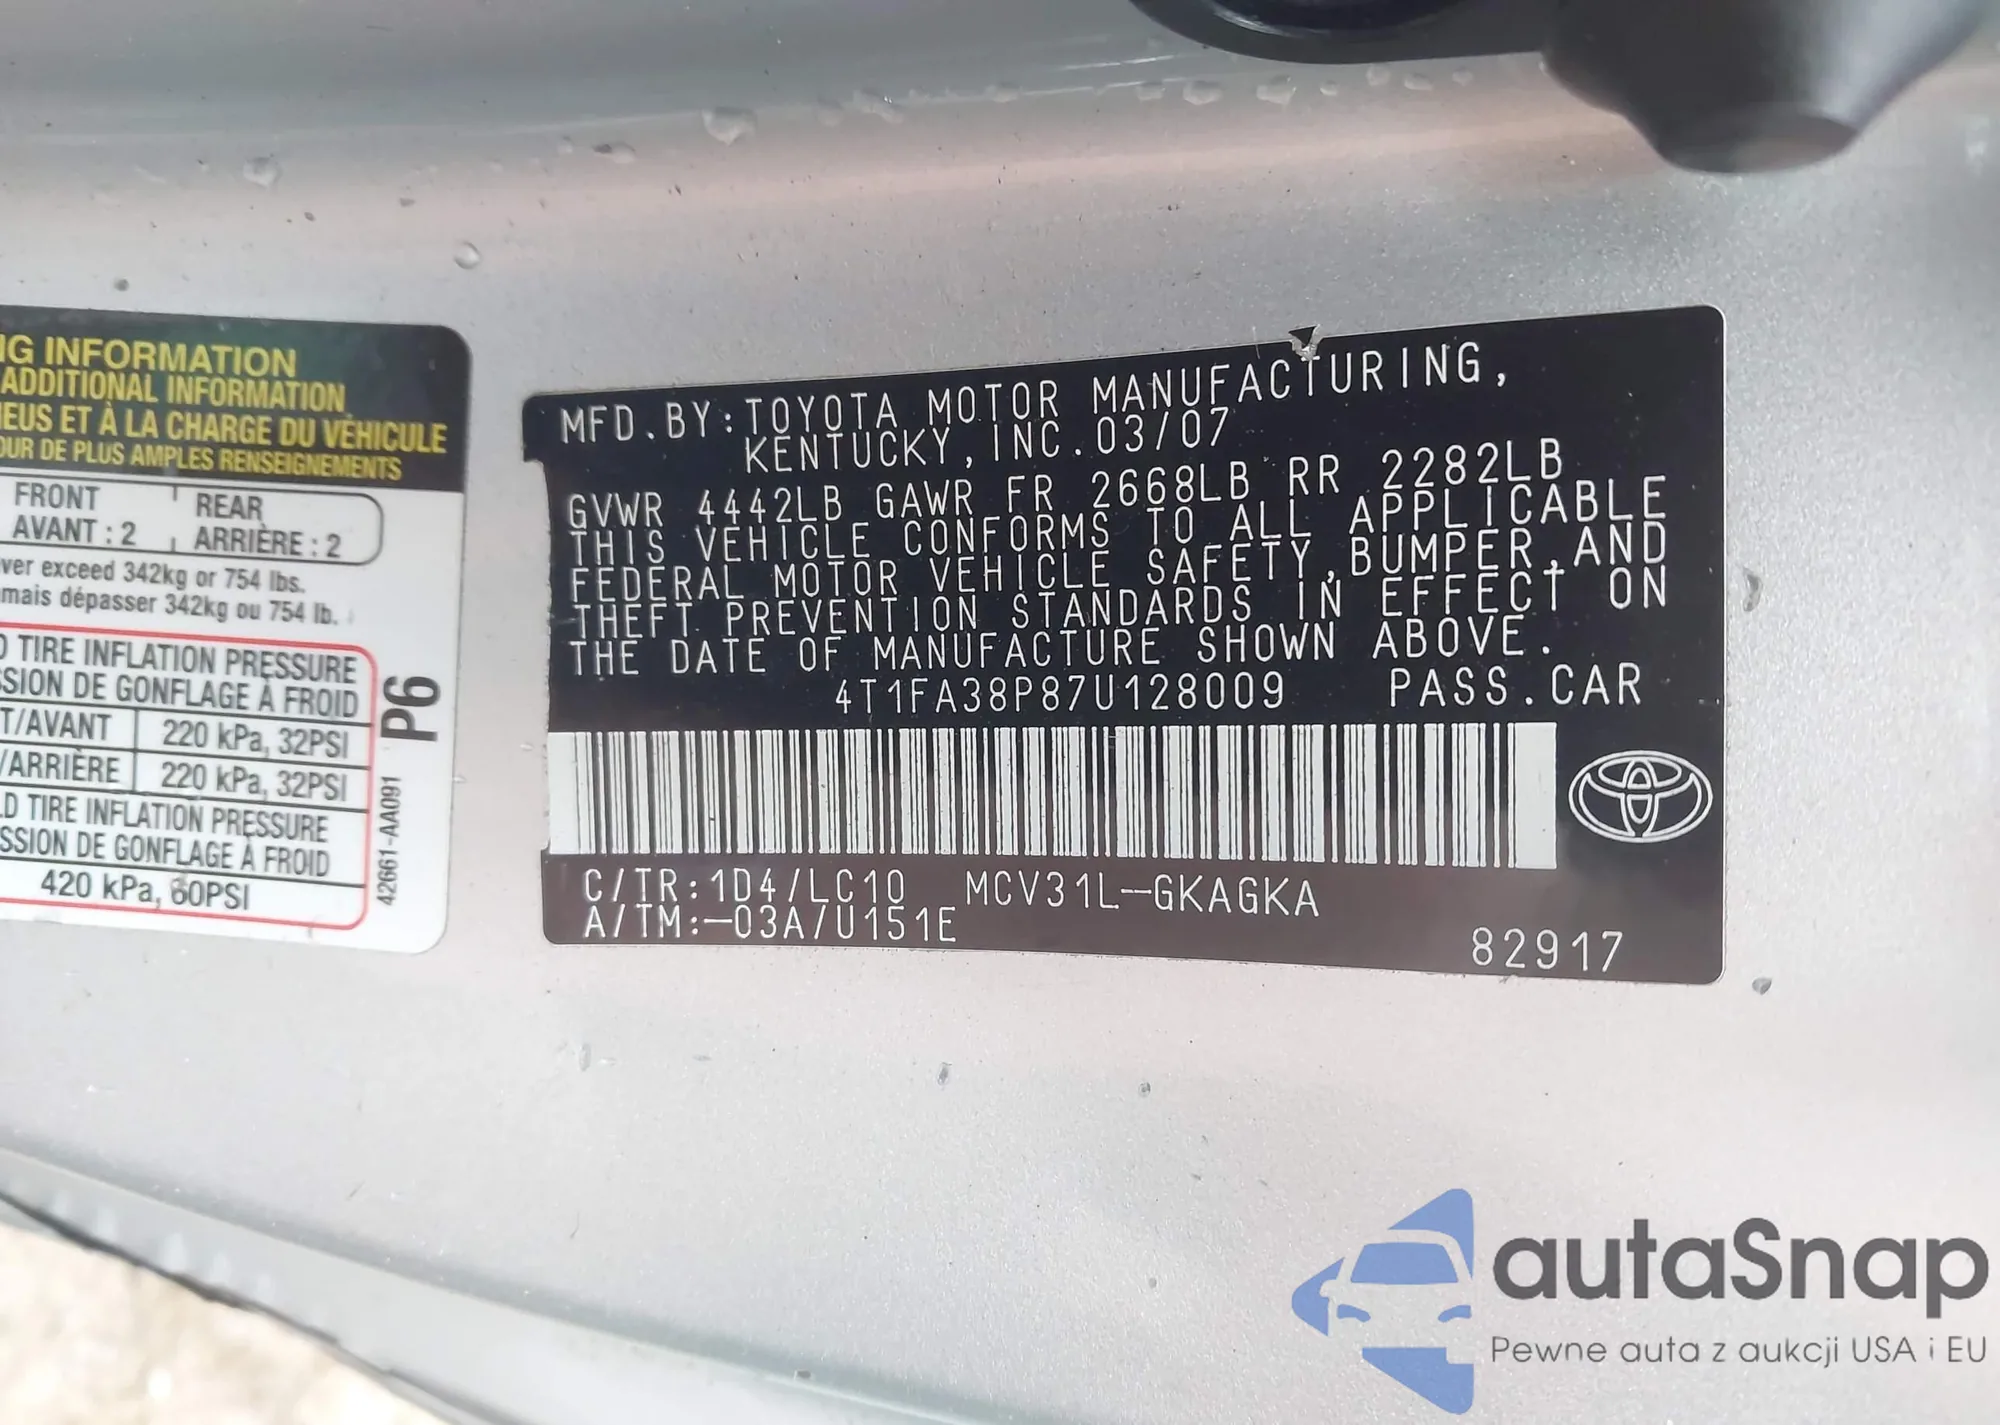 NG INFORMATION
ADDITIONAL INFORMATION
NEUS ET À LA CHARGE DU VÉHICULE
OUR DE PLUS AMPLES RENSEIGNEMENTS
FRONT
AVANT : 2
REAR
ARRIÈRE : 2
ver exceed 342kg or 754 lbs.
mais dépasser 342kg ou 754 lb.
D TIRE INFLATION PRESSURE
SSION DE GONFLAGE À FROID
T/AVANT 220 kPa, 32PSI
/ARRIÈRE 220 kPa, 32PSI
LD TIRE INFLATION PRESSURE
SSION DE GONFLAGE À FROID
420 kPa, 60PSI
P6
42661-AA091
MFD. BY: TOYOTA MOTOR MANUFACTURING,
KENTUCKY, INC. 03/07
GVWR 4442LB GAWR FR 2668LB RR 2282LB
THIS VEHICLE CONFORMS TO ALL APPLICABLE
FEDERAL MOTOR VEHICLE SAFETY, BUMPER, AND
THEFT PREVENTION STANDARDS IN EFFECT ON
THE DATE OF MANUFACTURE SHOWN ABOVE.
4T1FA38P87U128009 PASS. CAR
C/TR: 1D4/LC10 MCV31L-GKAGKA
A/TM:-03A/U151E
82917
autaSnap
Pewne auta z aukcji USA i EU